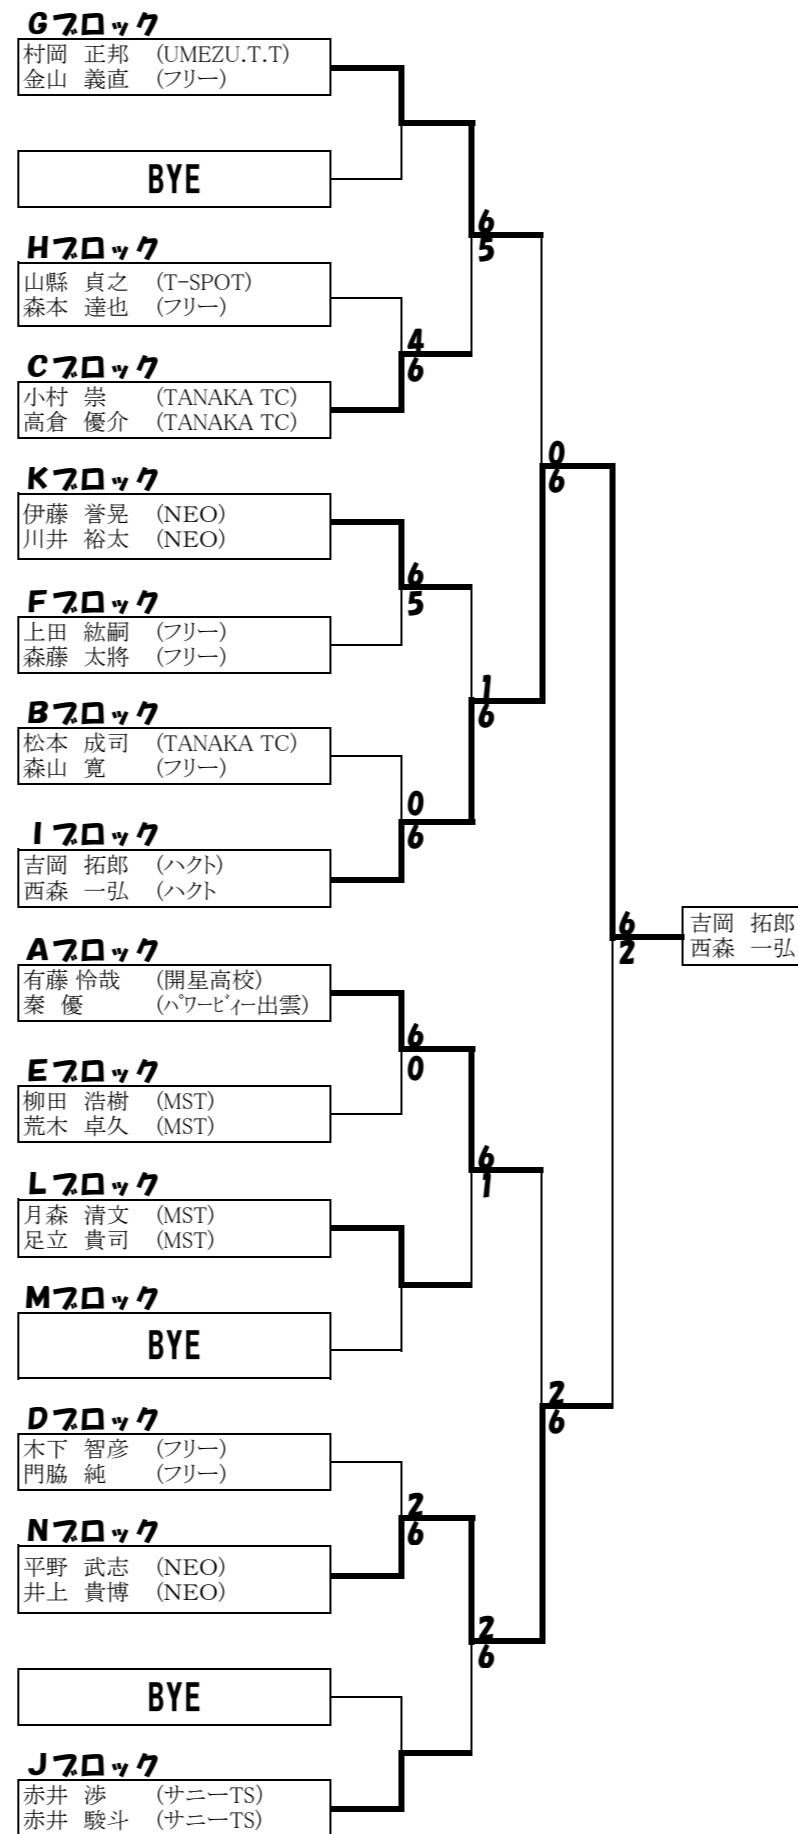 Gブロック
村岡 正邦 (UMEZU.T.T)
金山 義直 (フリー)
BYE
6
5
Hブロック
山縣 貞之 (T-SPOT)
森本 達也 (フリー)
4
6
Cブロック
小村 崇 (TANAKA TC)
高倉 優介 (TANAKA TC)
0
6
Kブロック
伊藤 誉晃 (NEO)
川井 裕太 (NEO)
6
5
Fブロック
上田 紘嗣 (フリー)
森藤 太將 (フリー)
1
6
Bブロック
松本 成司 (TANAKA TC)
森山 寛 (フリー)
0
6
Iブロック
吉岡 拓郎 (ハクト)
西森 一弘 (ハクト
6
2
吉岡 拓郎
西森 一弘
Aブロック
有藤 怜哉 (開星高校)
秦 優 (パワービィー出雲)
6
0
Eブロック
柳田 浩樹 (MST)
荒木 卓久 (MST)
6
1
Lブロック
月森 清文 (MST)
足立 貴司 (MST)
Mブロック
BYE
2
6
Dブロック
木下 智彦 (フリー)
門脇 純 (フリー)
2
6
Nブロック
平野 武志 (NEO)
井上 貴博 (NEO)
2
6
BYE
Jブロック
赤井 渉 (サニーTS)
赤井 駿斗 (サニーTS)